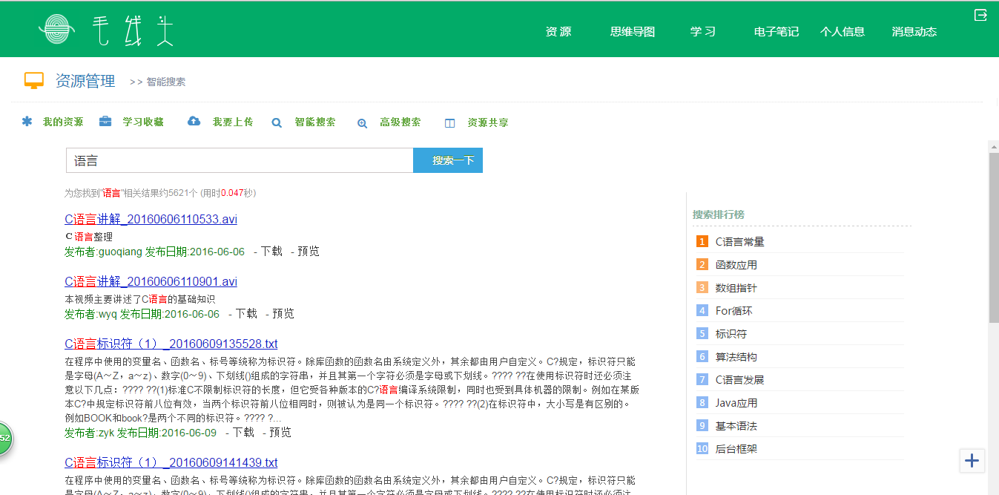 毛线头
资 源 思维导图 学 习 电子笔记 个人信息 消息动态
资源管理 >> 智能搜索
我的资源 学习收藏 我要上传 智能搜索 高级搜索 资源共享
语言 搜索一下
为您找到"语言"相关结果约5621个 (用时0.047秒)
C语言讲解_20160606110533.avi
C 语言整理
发布者:guoqiang 发布日期:2016-06-06 - 下载 - 预览
C语言讲解_20160606110901.avi
本视频主要讲述了C语言的基础知识
发布者:wyq 发布日期:2016-06-06 - 下载 - 预览
C语言标识符（1）_20160609135528.txt
在程序中使用的变量名、函数名、标号等统称为标识符。除库函数的函数名由系统定义外，其余都由用户自定义。C?规定，标识符只能
是字母(A～Z，a～z)、数字(0～9)、下划线()组成的字符串，并且其第一个字符必须是字母或下划线。???? ??在使用标识符时还必须注
意以下几点：???? ??(1)标准C不限制标识符的长度，但它受各种版本的C?语言编译系统限制，同时也受到具体机器的限制。例如在某版
本C?中规定标识符前八位有效，当两个标识符前八位相同时，则被认为是同一个标识符。???? ??(2)在标识符中，大小写是有区别的。
例如BOOK和book?是两个不同的标识符。???? ?...
发布者:zyk 发布日期:2016-06-09 - 下载 - 预览
C语言标识符（1）_20160609141439.txt
在程序中使用的变量名、函数名、标号等统称为标识符。除库函数的函数名由系统定义外，其余都由用户自定义。C?规定，标识符只能
是字母(A～Z，a～z)、数字(0～9)、下划线()组成的字符串，并且其第一个字符必须是字母或下划线。???? ??在使用标识符时还必须注
搜索排行榜
1 C语言常量
2 函数应用
3 数组指针
4 For循环
5 标识符
6 算法结构
7 C语言发展
8 Java应用
9 基本语法
10 后台框架
52